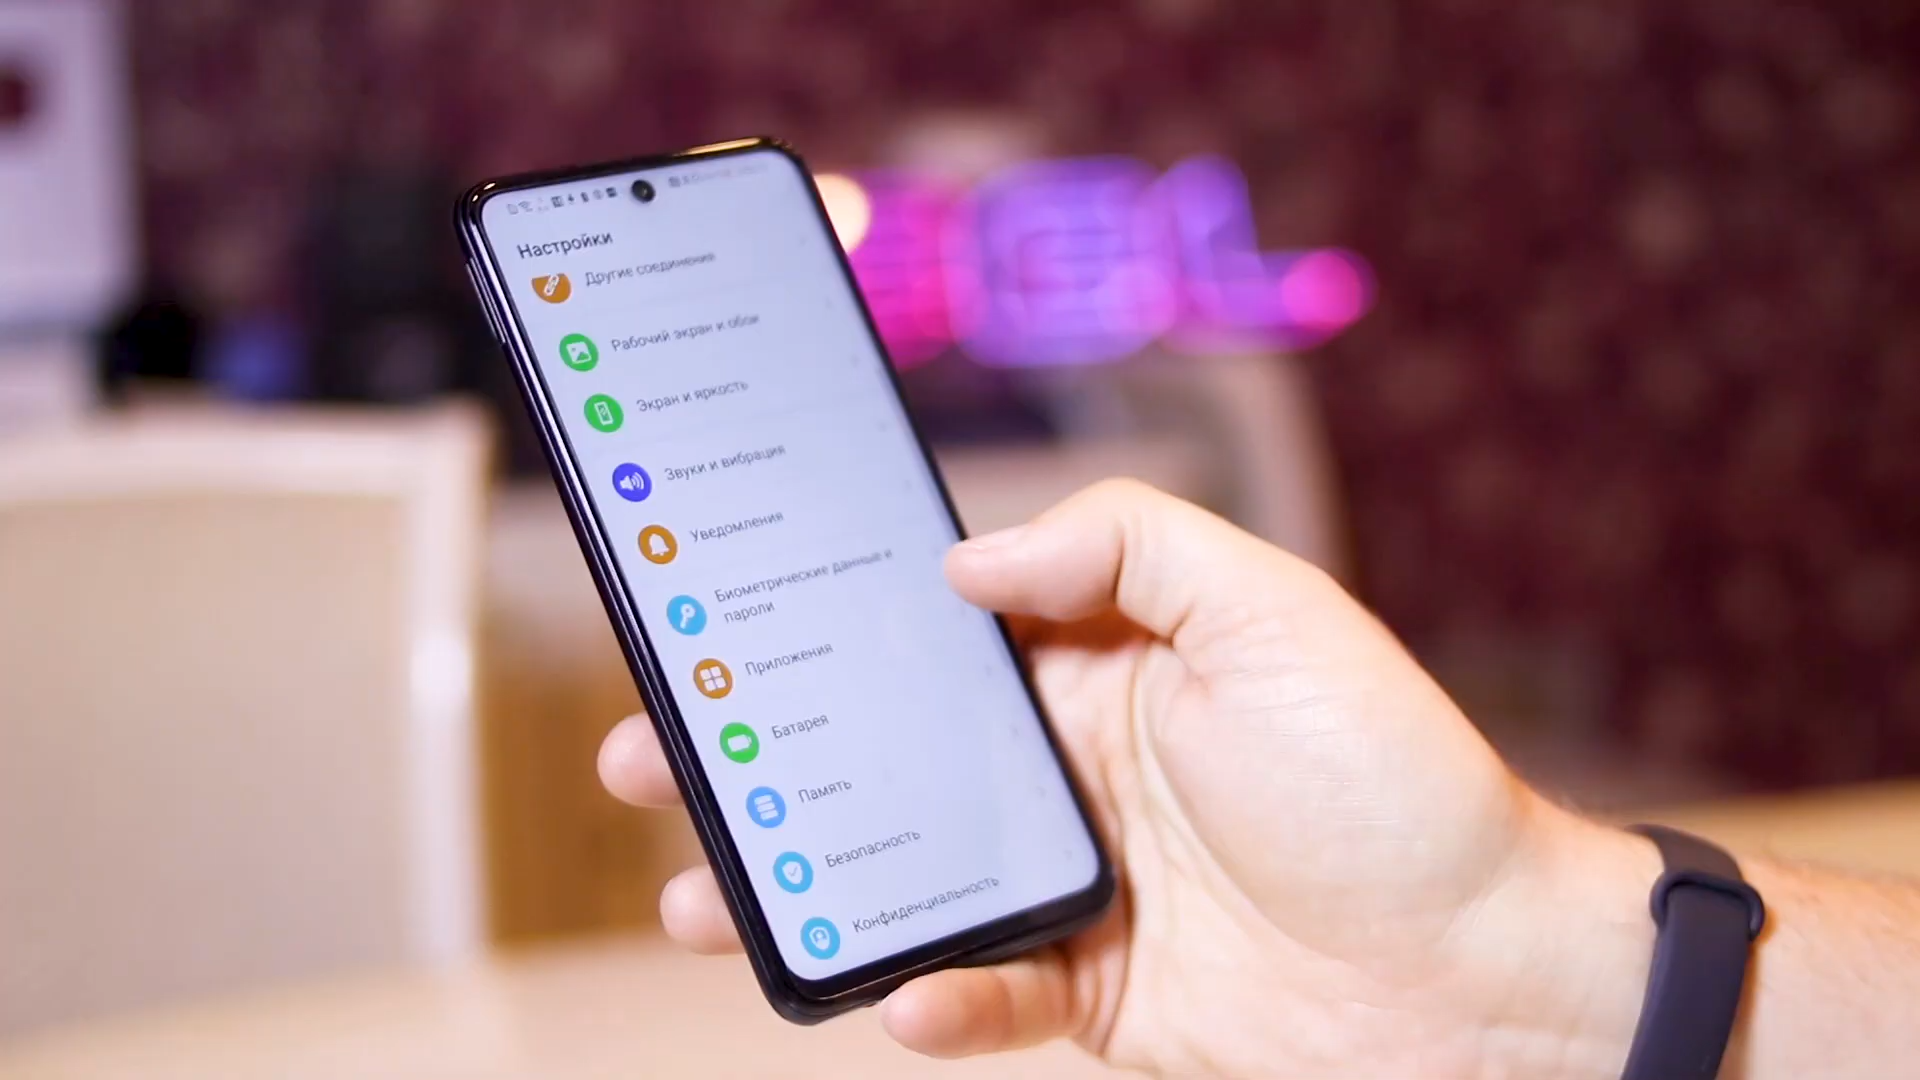 Настройки
Другие соединения
Рабочий экран и обои
Экран и яркость
Звуки и вибрация
Уведомления
Биометрические данные и
пароли
Приложения
Батарея
Память
Безопасность
Конфиденциальность